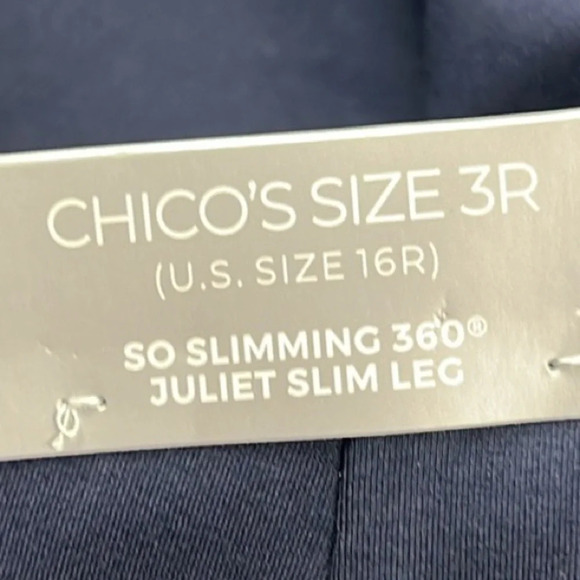 CHICO'S SIZE 3R
(U.S. SIZE 16R)
SO SLIMMING 360®
JULIET SLIM LEG